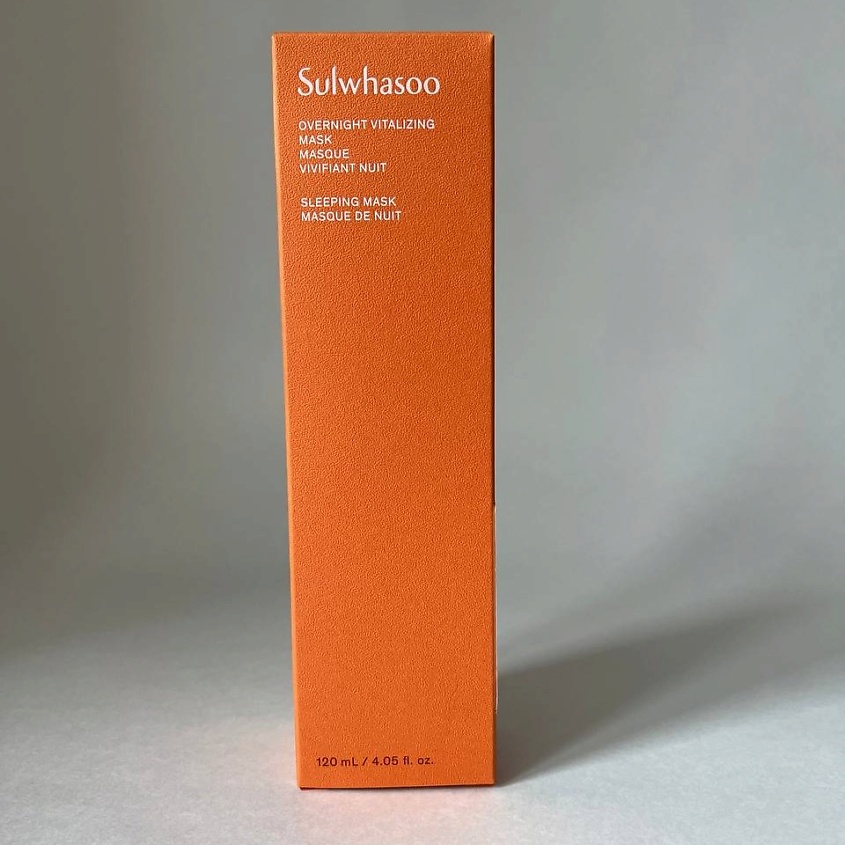 Sulwhasoo
OVERNIGHT VITALIZING
MASK
MASQUE
VIVIFIANT NUIT
SLEEPING MASK
MASQUE DE NUIT
120 mL / 4.05 fl. oz.